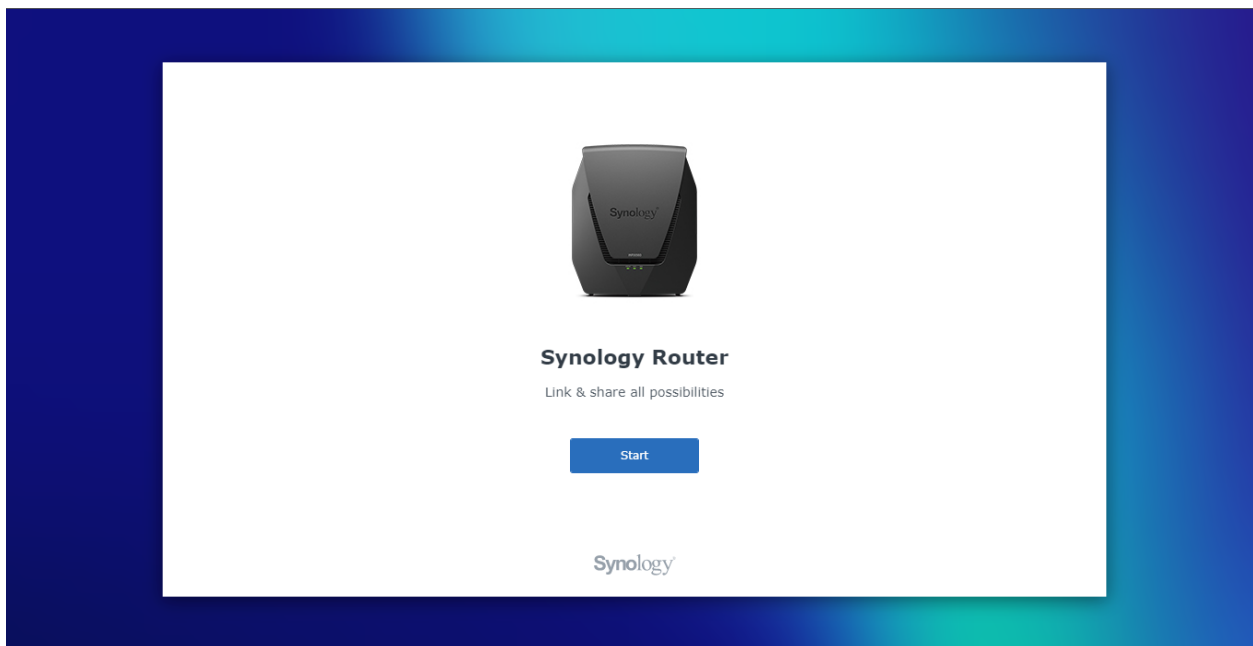 Synology
Synology Router
Link & share all possibilities
Start
Synology